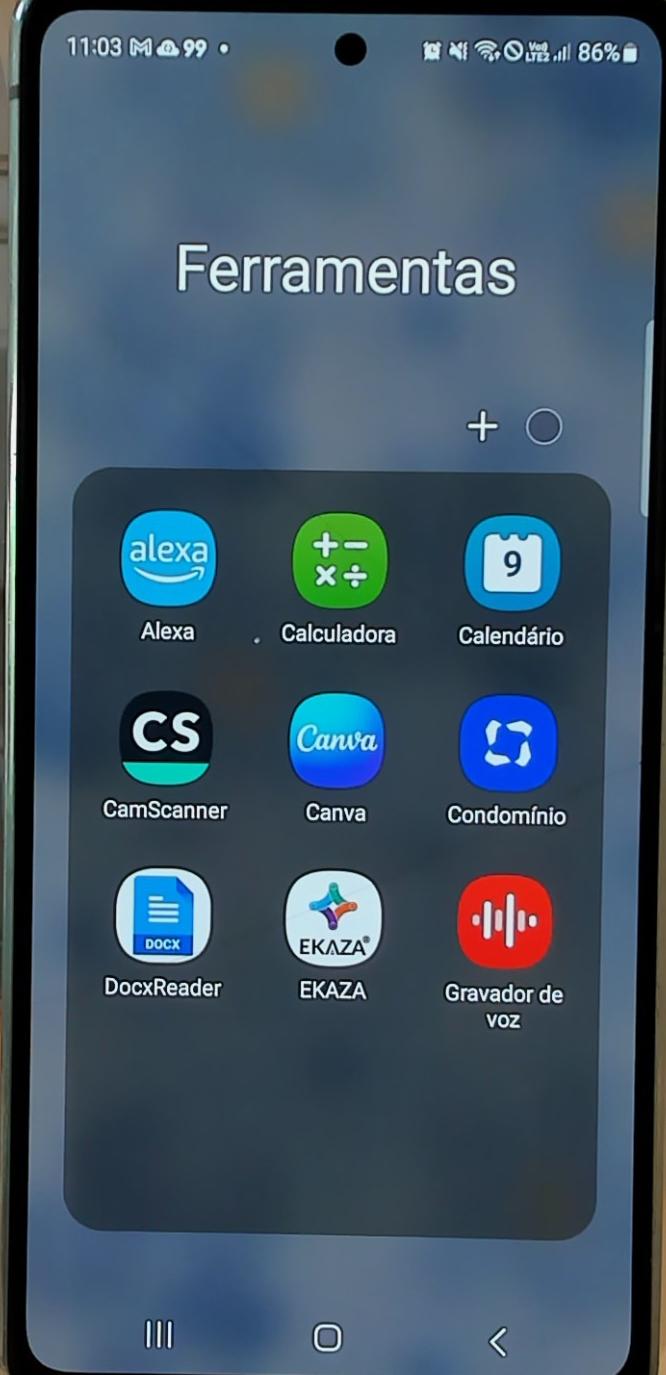 11:03 99
Vo)) LTE2 86%
Ferramentas
alexa
9
Alexa Calculadora Calendário
CS Canva
CamScanner Canva Condomínio
DOCX EKAZA®
DocxReader EKAZA Gravador de
voz